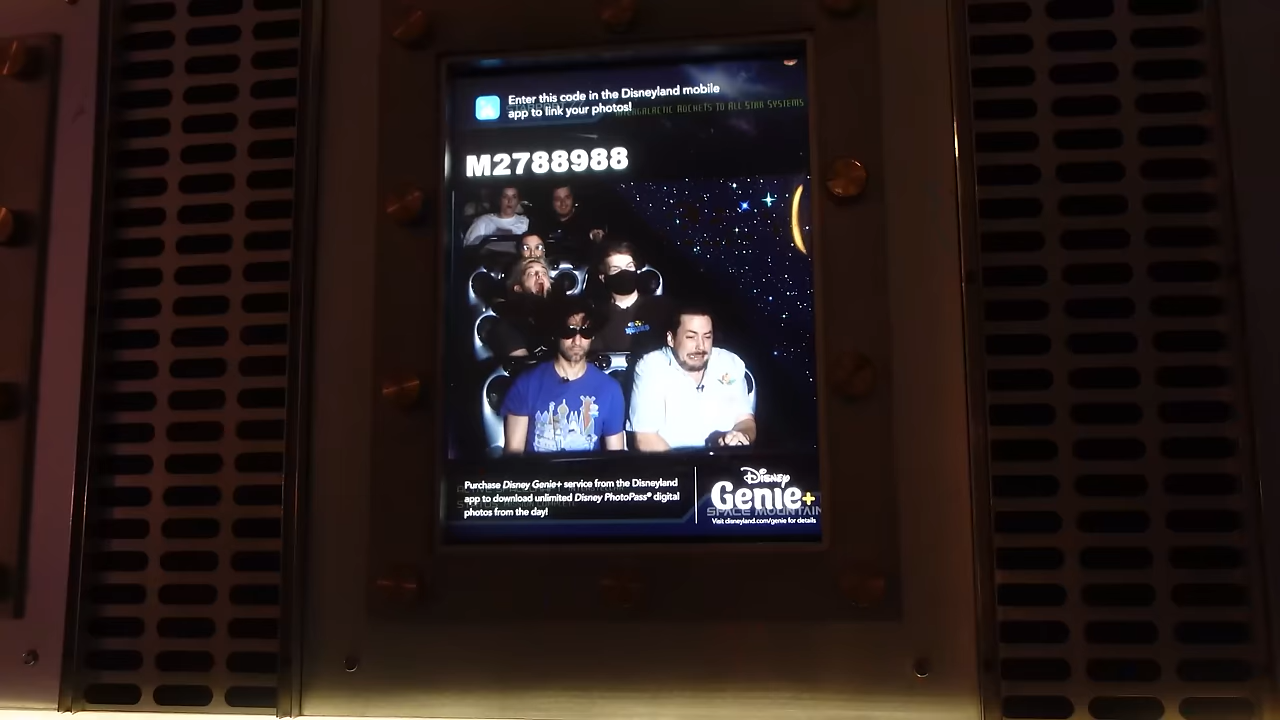 Enter this code in the Disneyland mobile
app to link your photos!
INTERGALACTIC ROCKETS TO ALL STAR SYSTEMS
M2788988
Purchase Disney Genie+ service from the Disneyland
app to download unlimited Disney PhotoPass® digital
photos from the day!
Disney
Genie+
SPACE MOUNTAIN
Visit disneyland.com/genie for details